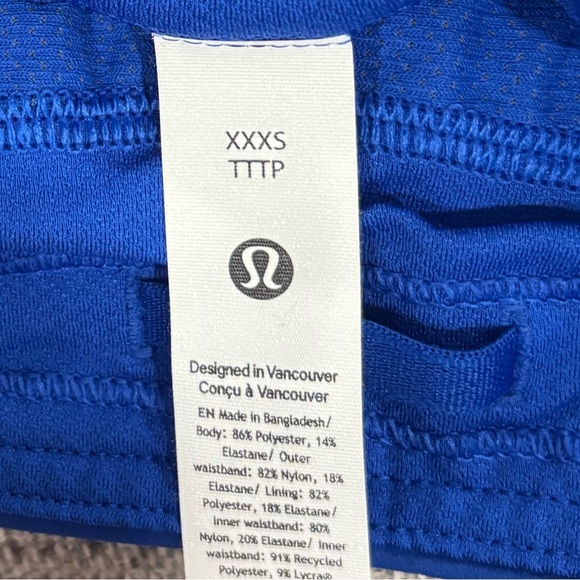 XXXS
TTTP
Designed in Vancouver
Conçu à Vancouver
EN Made in Bangladesh/
Body: 86% Polyester, 14%
Elastane/ Outer
waistband: 82% Nylon, 18%
Elastane/ Lining: 82%
Polyester, 18% Elastane/
Inner waistband: 80%
Nylon, 20% Elastane/ Inner
waistband: 91% Recycled
Polyester, 9% Lycra®